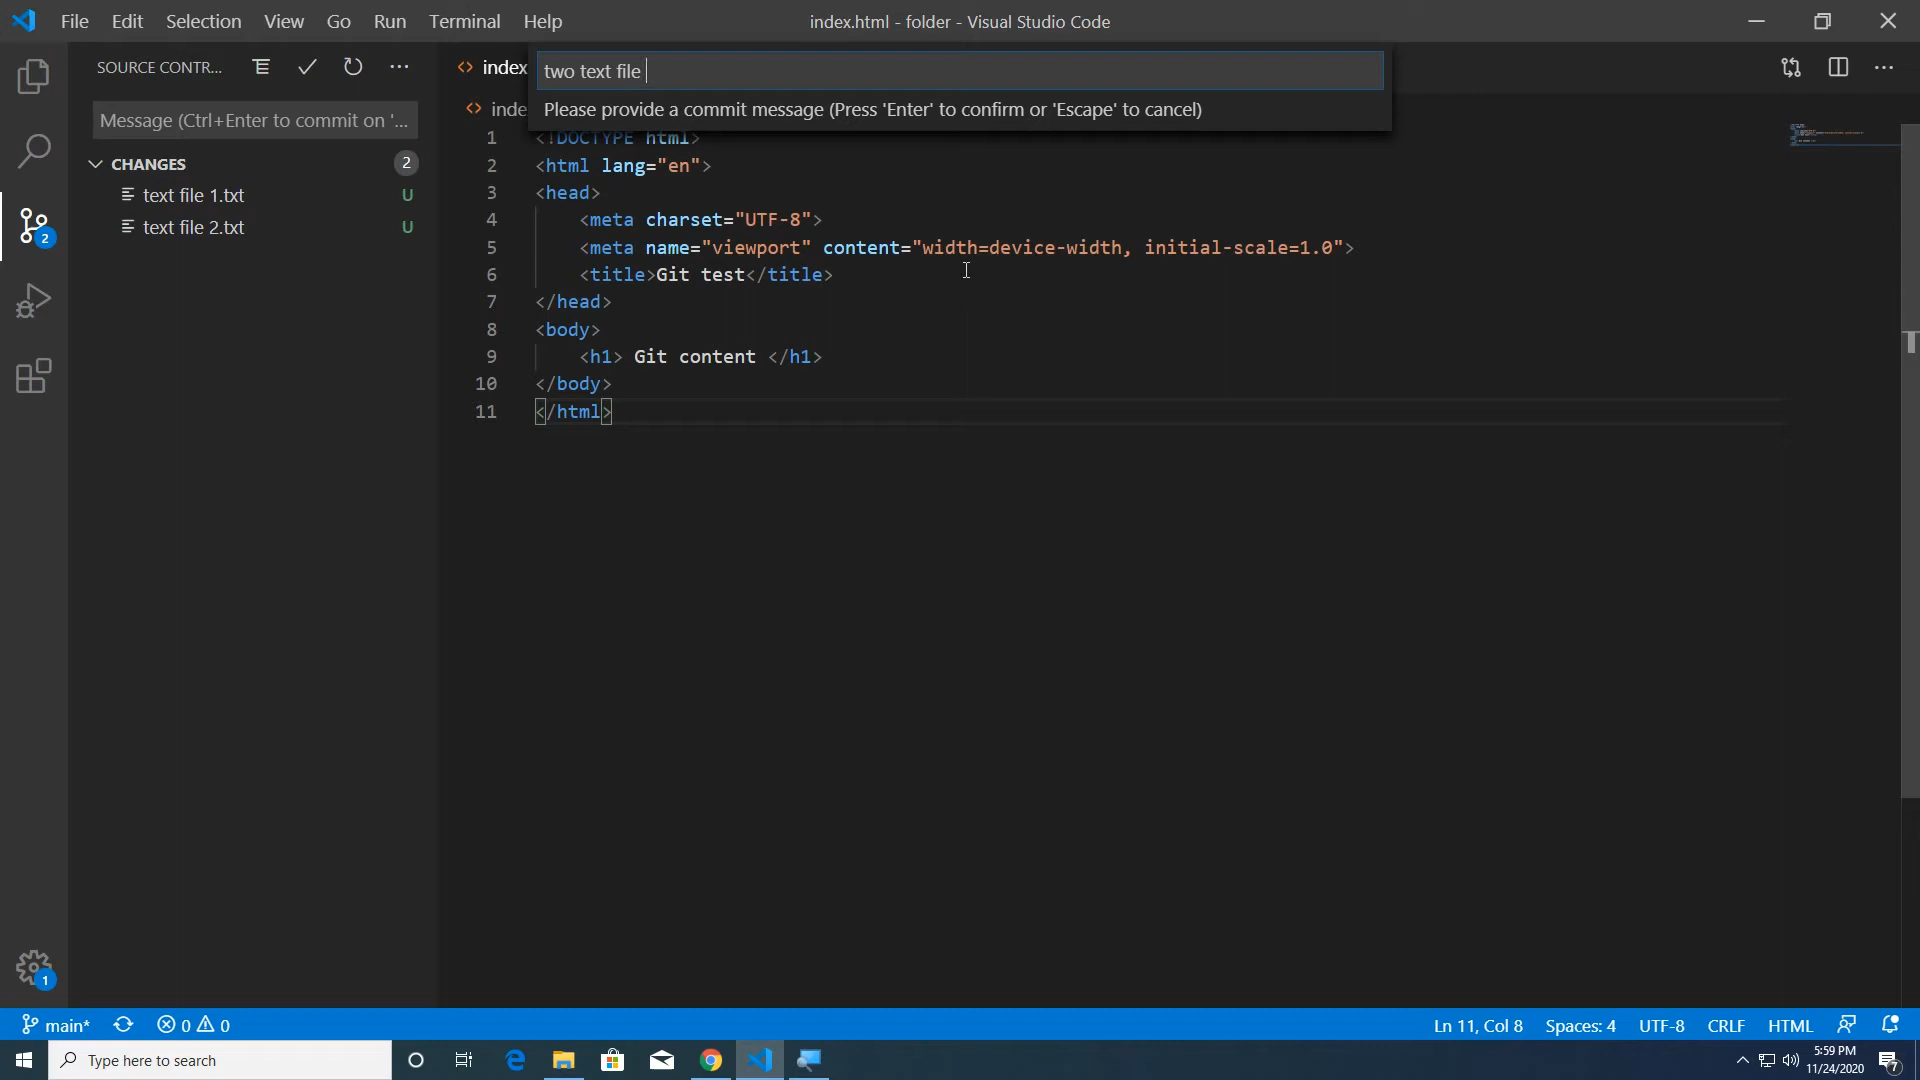 File Edit Selection View Go Run Terminal Help
index.html - folder - Visual Studio Code
SOURCE CONTR...
Message (Ctrl+Enter to commit on '...
CHANGES 2
text file 1.txt U
text file 2.txt U
2
1
index
two text file
inde
Please provide a commit message (Press 'Enter' to confirm or 'Escape' to cancel)
1 <!DOCTYPE html>
2 <html lang="en">
3 <head>
4 <meta charset="UTF-8">
5 <meta name="viewport" content="width=device-width, initial-scale=1.0">
6 <title>Git test</title>
7 </head>
8 <body>
9 <h1> Git content </h1>
10 </body>
11 </html>
main* 0 0
Ln 11, Col 8 Spaces: 4 UTF-8 CRLF HTML
Type here to search
5:59 PM
11/24/2020
7